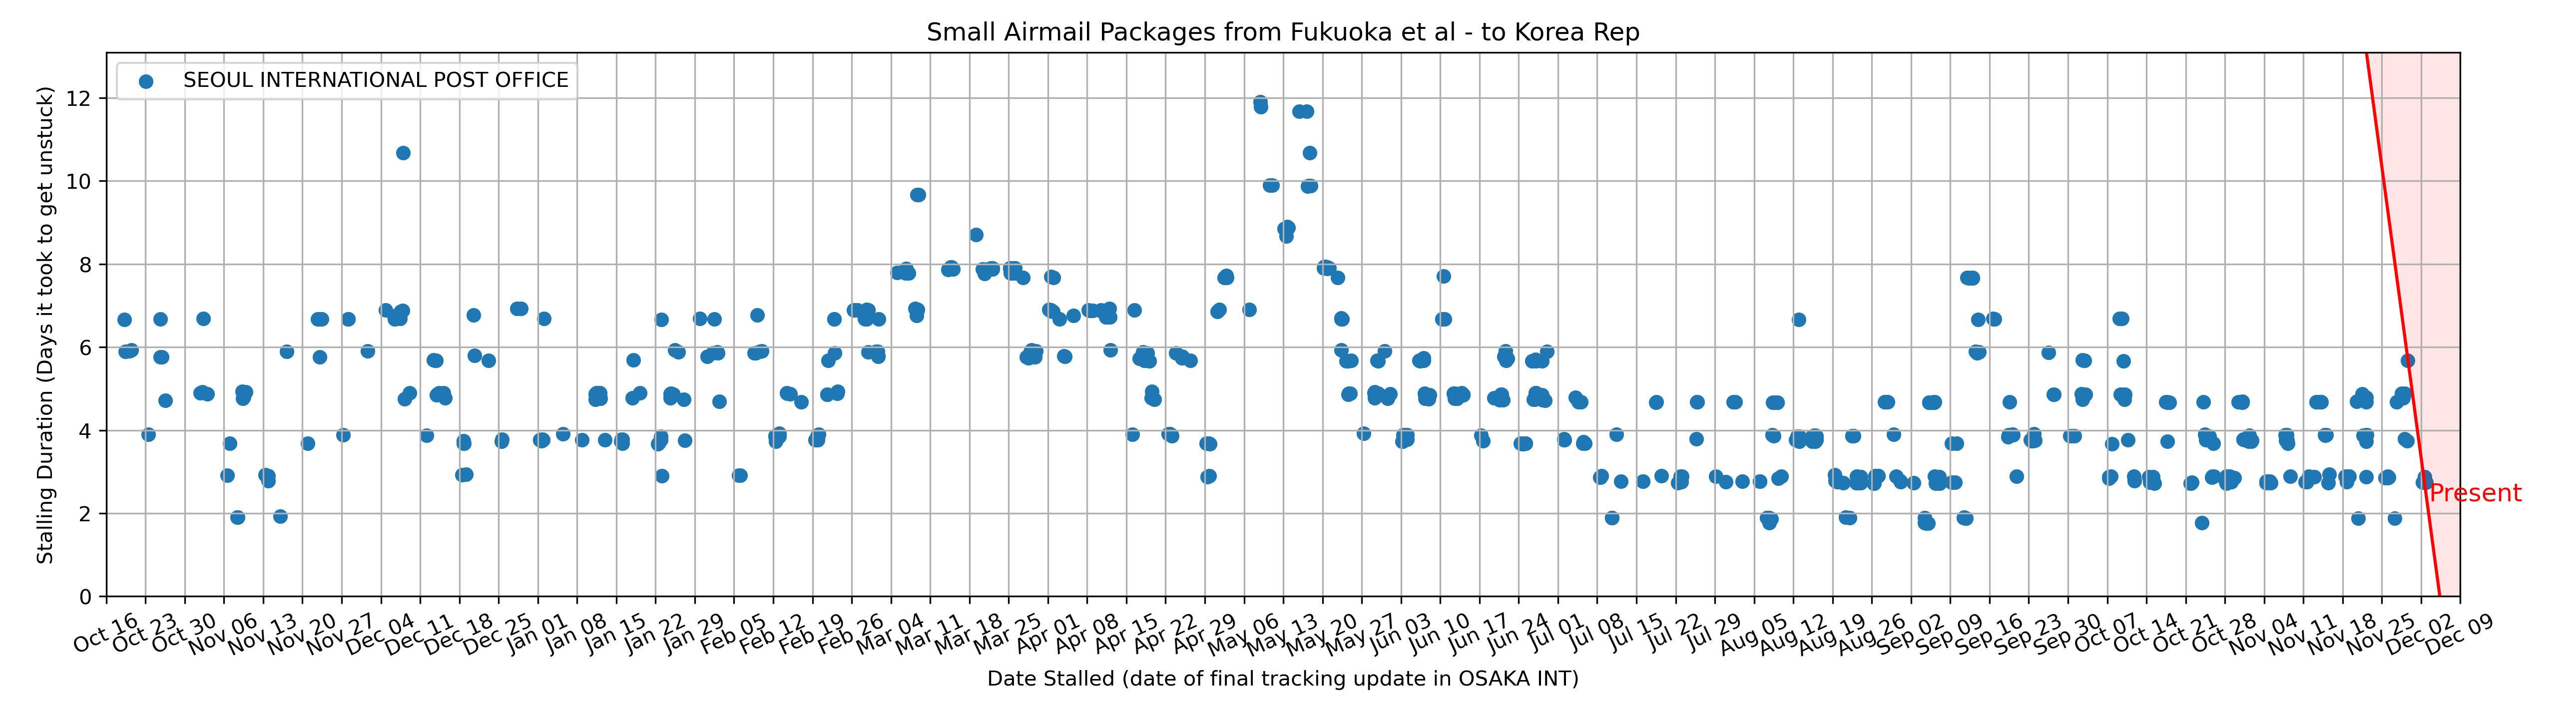 Small Airmail Packages from Fukuoka et al - to Korea Rep
SEOUL INTERNATIONAL POST OFFICE
Stalling Duration (Days it took to get unstuck)
12
10
8
6
4
2
0
Present
Oct 16 Oct 23 Oct 30 Nov 06 Nov 13 Nov 20 Nov 27 Dec 04 Dec 11 Dec 18 Dec 25 Jan 01 Jan 08 Jan 15 Jan 22 Jan 29 Feb 05 Feb 12 Feb 19 Feb 26 Mar 04 Mar 11 Mar 18 Mar 25 Apr 01 Apr 08 Apr 15 Apr 22 Apr 29 May 06 May 13 May 20 May 27 Jun 03 Jun 10 Jun 17 Jun 24 Jul 01 Jul 08 Jul 15 Jul 22 Jul 29 Aug 05 Aug 12 Aug 19 Aug 26 Sep 02 Sep 09 Sep 16 Sep 23 Sep 30 Oct 07 Oct 14 Oct 21 Oct 28 Nov 04 Nov 11 Nov 18 Nov 25 Dec 02 Dec 09
Date Stalled (date of final tracking update in OSAKA INT)